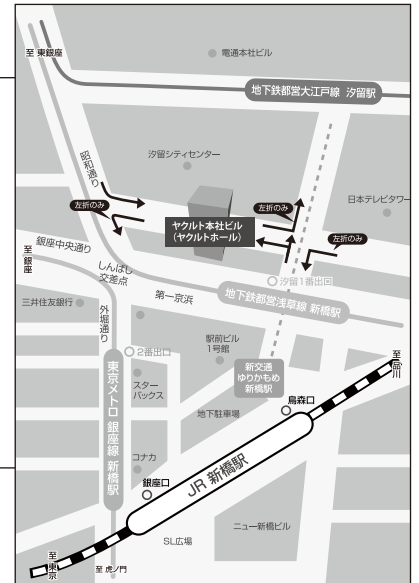 至 東銀座
電通本社ビル
地下鉄都営大江戸線 汐留駅
昭和通り
汐留シティセンター
左折のみ
左折のみ
日本テレビタワー
ヤクルト本社ビル
(ヤクルトホール)
左折のみ
至 銀座
銀座中央通り
しんばし
交差点
汐留1番出口
第一京浜
地下鉄都営浅草線 新橋駅
三井住友銀行
外堀通り
駅前ビル
1号館
2番出口
至 品川
新交通
ゆりかもめ
新橋駅
東京メトロ 銀座線 新橋駅
スター
バックス
烏森口
地下駐車場
コナカ
JR 新橋駅
銀座口
ニュー新橋ビル
SL広場
至 東京
至 虎ノ門